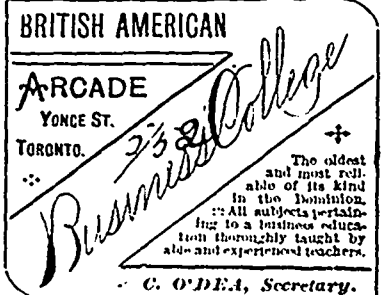 BRITISH AMERICAN
ARCADE
YONGE ST.
TORONTO.
Business College
The oldest
and most reli-
able of its kind
in the Dominion.
All subjects pertain-
ing to a business educa-
tion thoroughly taught by
able and experienced teachers.
C. O'DEA, Secretary.